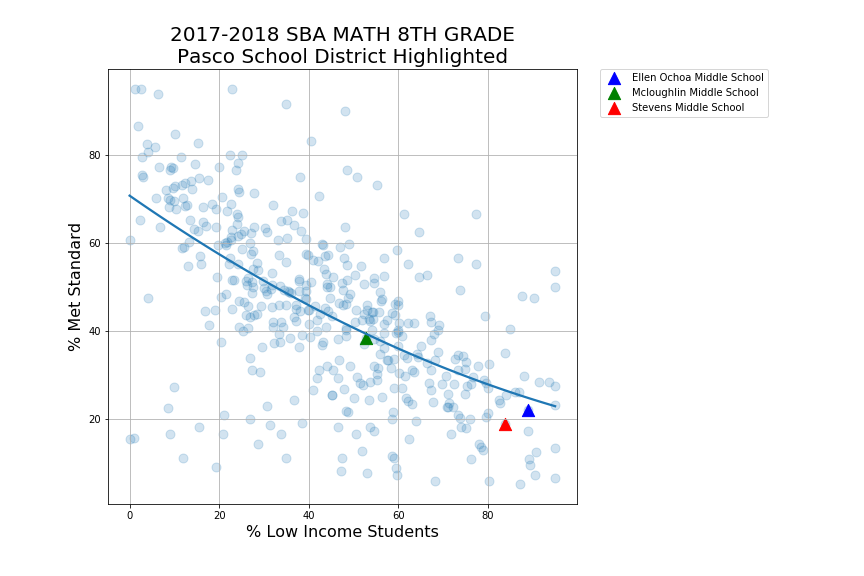 2017-2018 SBA MATH 8TH GRADE
Pasco School District Highlighted
Ellen Ochoa Middle School
Mcloughlin Middle School
Stevens Middle School
% Met Standard
80
60
40
20
0 20 40 60 80
% Low Income Students